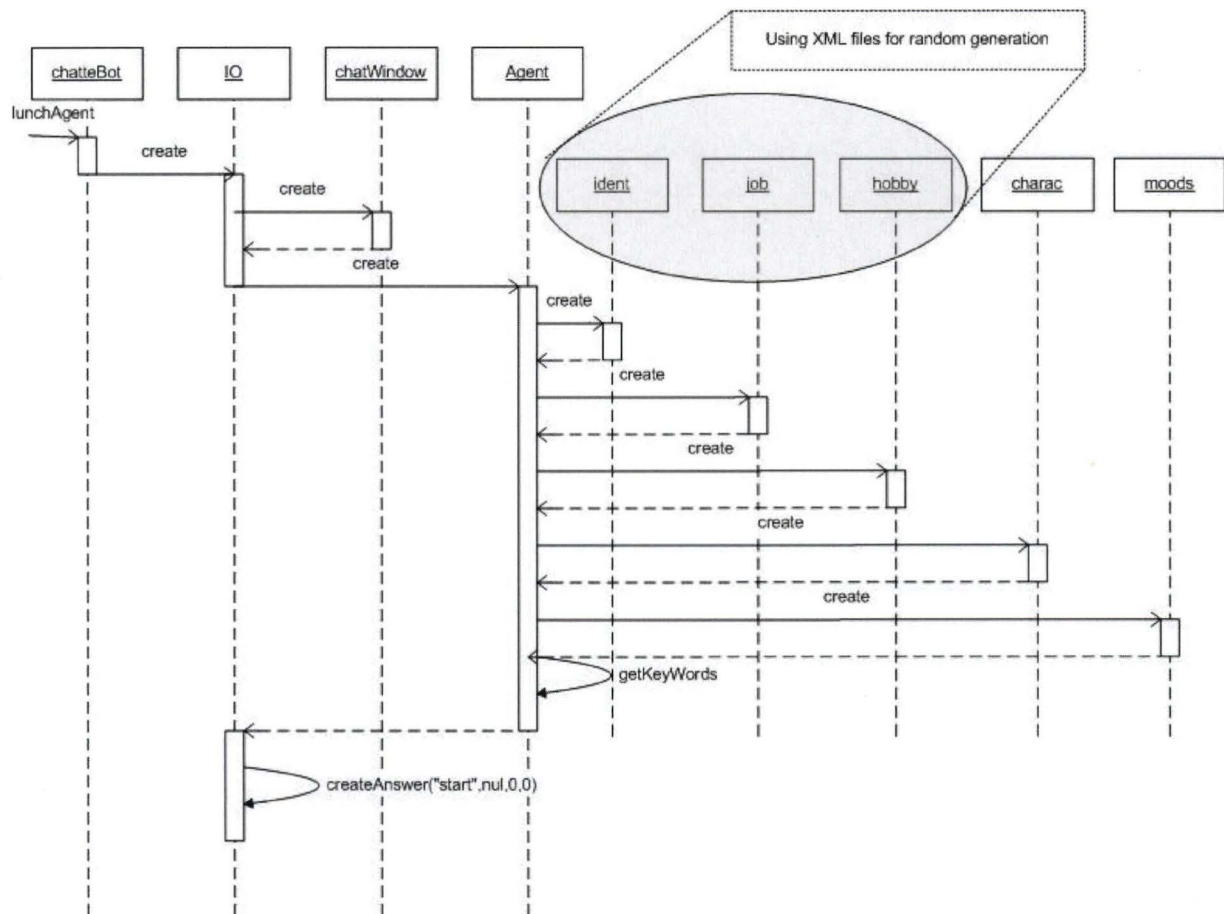 Using XML files for random generation
chatteBot
IO
chatWindow
Agent
lunchAgent
create
ident
job
hobby
charac
moods
create
create
create
create
create
create
create
getKeyWords
createAnswer("start",nul,0,0)